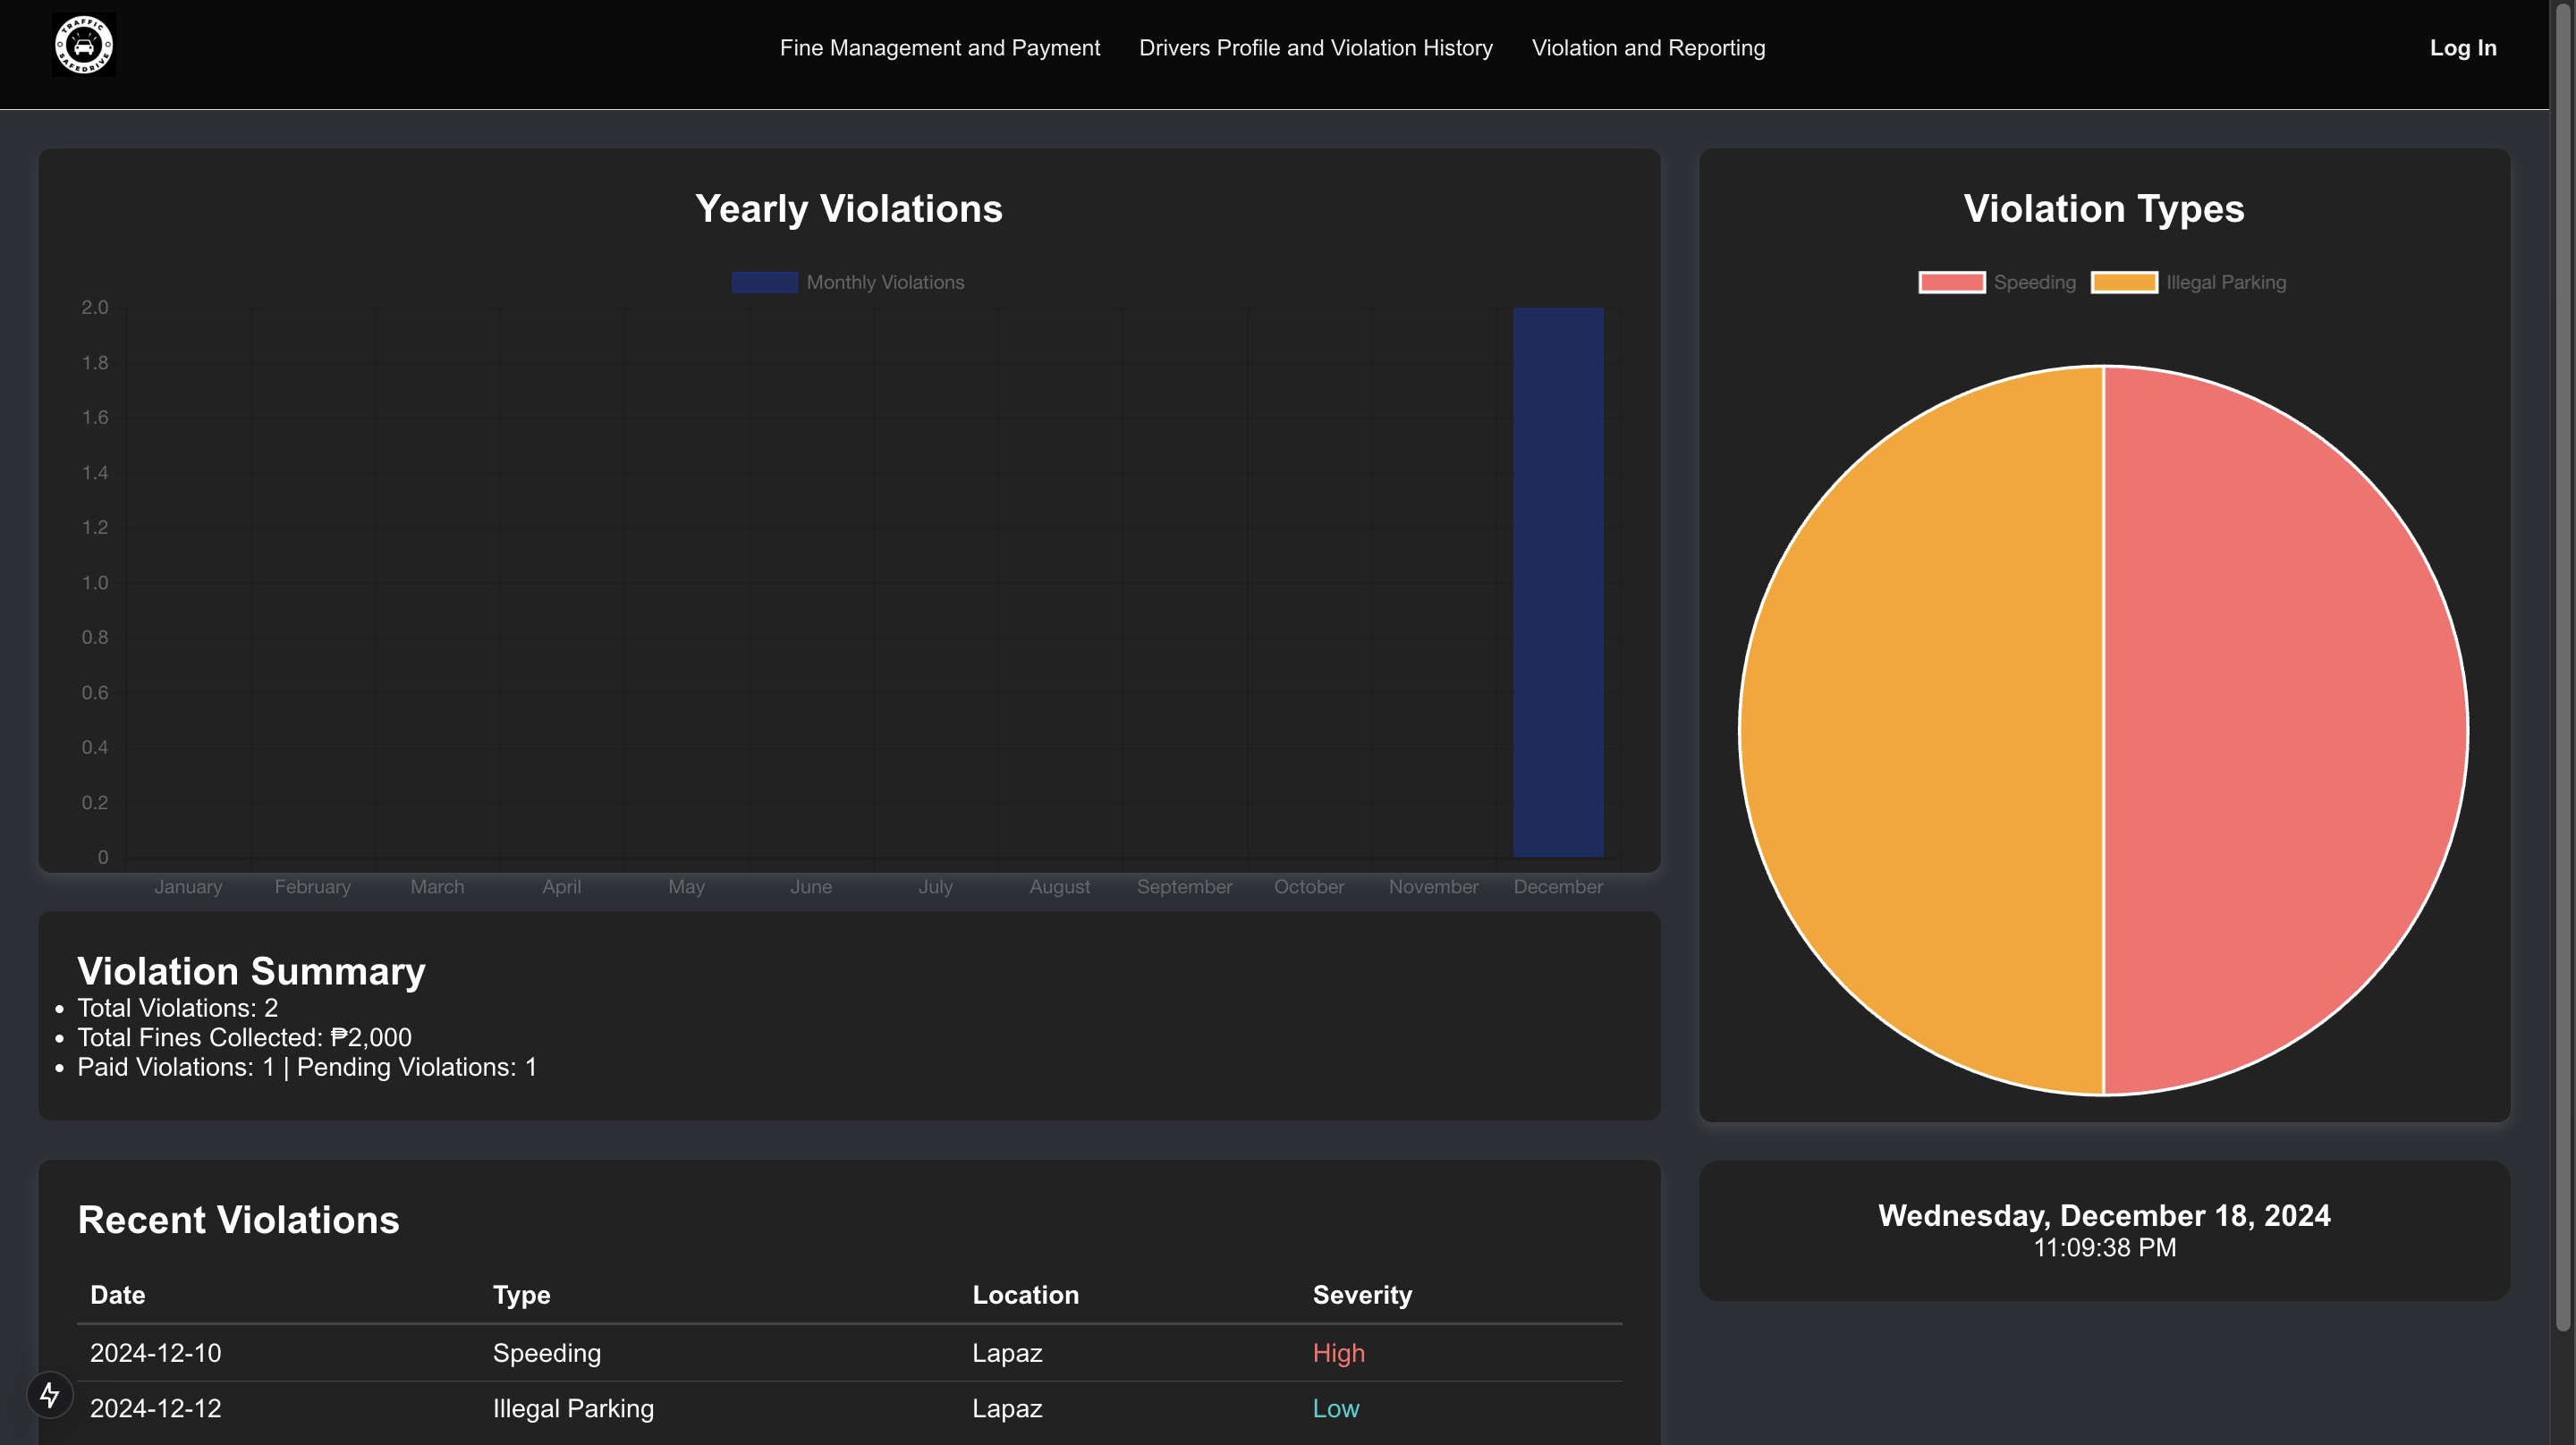 TRAFFIC
SAFEDRIVE
Fine Management and Payment
Drivers Profile and Violation History
Violation and Reporting
Log In
Yearly Violations
Monthly Violations
2.0
1.8
1.6
1.4
1.2
1.0
0.8
0.6
0.4
0.2
0
January February March April May June July August September October November December
Violation Types
Speeding Illegal Parking
Violation Summary
• Total Violations: 2
• Total Fines Collected: ₱2,000
• Paid Violations: 1 | Pending Violations: 1
Recent Violations
Date Type Location Severity
2024-12-10 Speeding Lapaz High
2024-12-12 Illegal Parking Lapaz Low
Wednesday, December 18, 2024
11:09:38 PM